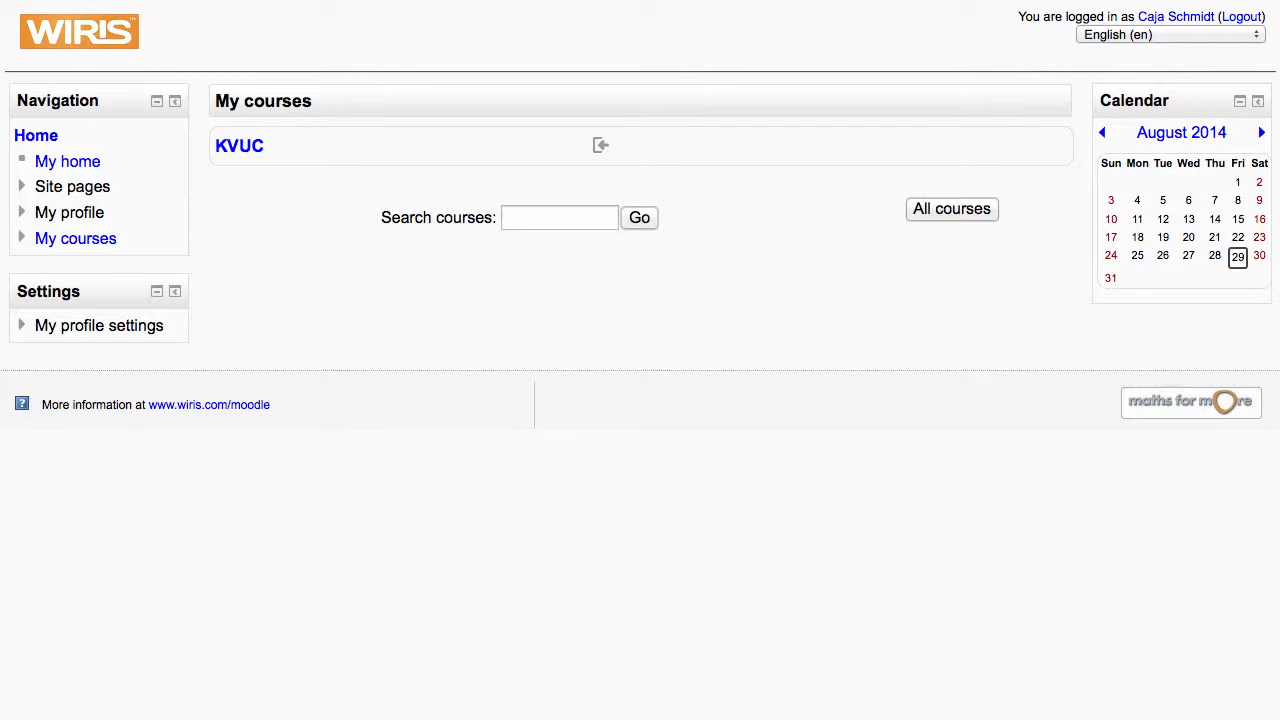 WIRIS™
You are logged in as Caja Schmidt (Logout)
English (en)
Navigation
Home
My home
Site pages
My profile
My courses
Settings
My profile settings
My courses
KVUC
Search courses:
Go
All courses
Calendar
August 2014
Sun Mon Tue Wed Thu Fri Sat
1 2
3 4 5 6 7 8 9
10 11 12 13 14 15 16
17 18 19 20 21 22 23
24 25 26 27 28 29 30
31
More information at www.wiris.com/moodle
maths for more